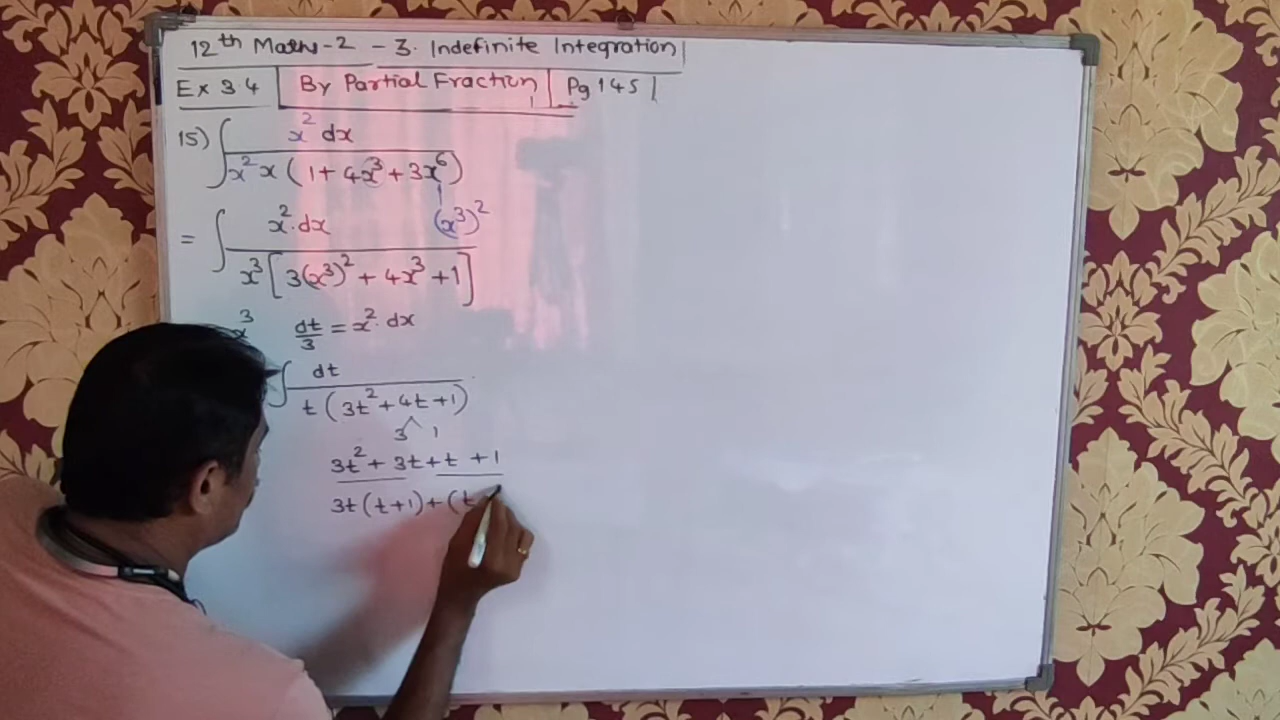 12th Maths-2 - 3. Indefinite Integration
Ex 3.4 By Partial Fraction Pg 145
15) ∫ x² dx / x² x (1 + 4x³ + 3x⁶)
(x³)²
= ∫ x².dx / x³ [3(x³)² + 4x³ + 1]
x³ dt/3 = x².dx
∫ dt / t (3t² + 4t + 1)
3 1
3t² + 3t + t + 1
3t (t+1) + (t